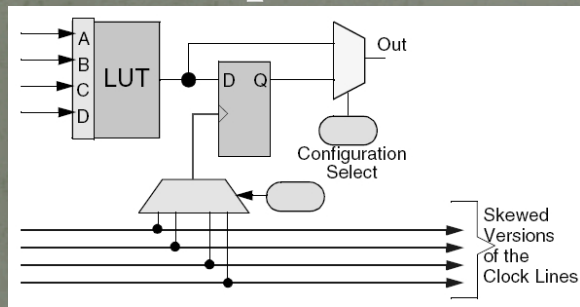 A
B
C
D
LUT
D Q
Out
Configuration
Select
Skewed
Versions
of the
Clock Lines